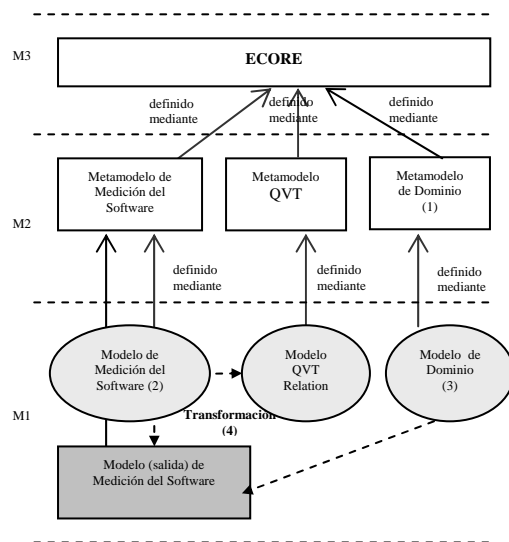 M3
ECORE
definido
mediante
definido
mediante
definido
mediante
M2
Metamodelo de
Medición del
Software
Metamodelo
QVT
Metamodelo
de Dominio
(1)
definido
mediante
definido
mediante
definido
mediante
M1
Modelo de
Medición del
Software (2)
Modelo
QVT
Relation
Modelo de
Dominio
(3)
Transformación
(4)
Modelo (salida) de
Medición del Software